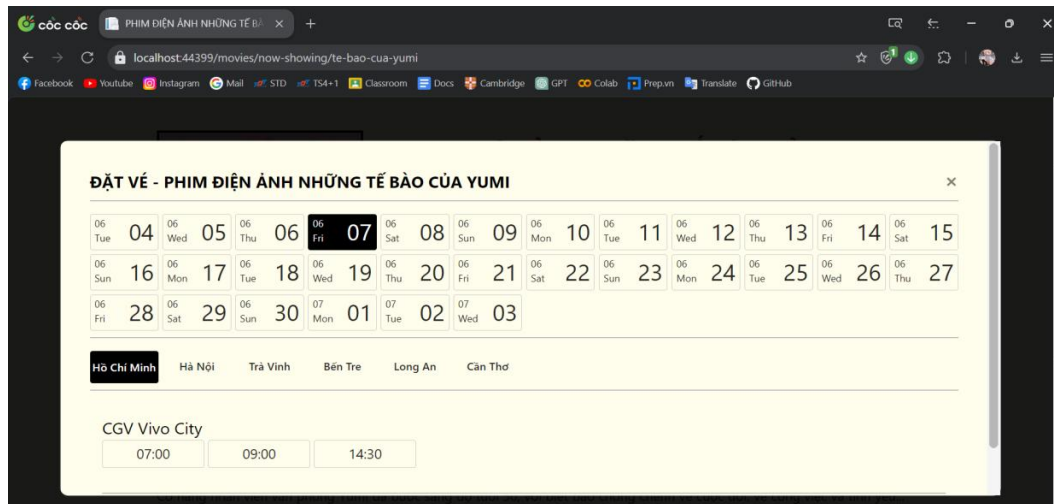 cốc cốc PHIM ĐIỆN ẢNH NHỮNG TẾ BÀ
localhost:44399/movies/now-showing/te-bao-cua-yumi
Facebook Youtube Instagram Mail STD TS4+1 Classroom Docs Cambridge GPT Colab Prep.vn Translate GitHub
ĐẶT VÉ - PHIM ĐIỆN ẢNH NHỮNG TẾ BÀO CỦA YUMI
06 Tue 04 06 Wed 05 06 Thu 06 06 Fri 07 06 Sat 08 06 Sun 09 06 Mon 10 06 Tue 11 06 Wed 12 06 Thu 13 06 Fri 14 06 Sat 15
06 Sun 16 06 Mon 17 06 Tue 18 06 Wed 19 06 Thu 20 06 Fri 21 06 Sat 22 06 Sun 23 06 Mon 24 06 Tue 25 06 Wed 26 06 Thu 27
06 Fri 28 06 Sat 29 06 Sun 30 07 Mon 01 07 Tue 02 07 Wed 03
Hồ Chí Minh Hà Nội Trà Vinh Bến Tre Long An Cần Thơ
CGV Vivo City
07:00 09:00 14:30